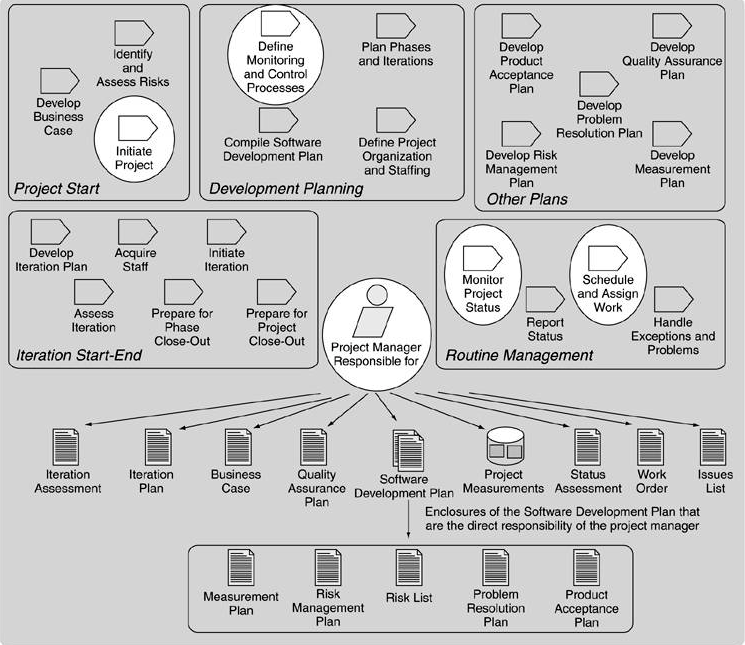 Identify
and
Assess Risks
Develop
Business
Case
Initiate
Project
Project Start
Define
Monitoring
and Control
Processes
Plan Phases
and Iterations
Compile Software
Development Plan
Define Project
Organization
and Staffing
Development Planning
Develop
Product
Acceptance
Plan
Develop
Quality Assurance
Plan
Develop
Problem
Resolution Plan
Develop Risk
Management
Plan
Develop
Measurement
Plan
Other Plans
Develop
Iteration Plan
Acquire
Staff
Initiate
Iteration
Assess
Iteration
Prepare for
Phase
Close-Out
Prepare for
Project
Close-Out
Iteration Start-End
Project Manager
Responsible for
Monitor
Project
Status
Schedule
and Assign
Work
Report
Status
Handle
Exceptions and
Problems
Routine Management
Iteration
Assessment
Iteration
Plan
Business
Case
Quality
Assurance
Plan
Software
Development Plan
Project
Measurements
Status
Assessment
Work
Order
Issues
List
Enclosures of the Software Development Plan that
are the direct responsibility of the project manager
Measurement
Plan
Risk
Management
Plan
Risk List
Problem
Resolution
Plan
Product
Acceptance
Plan